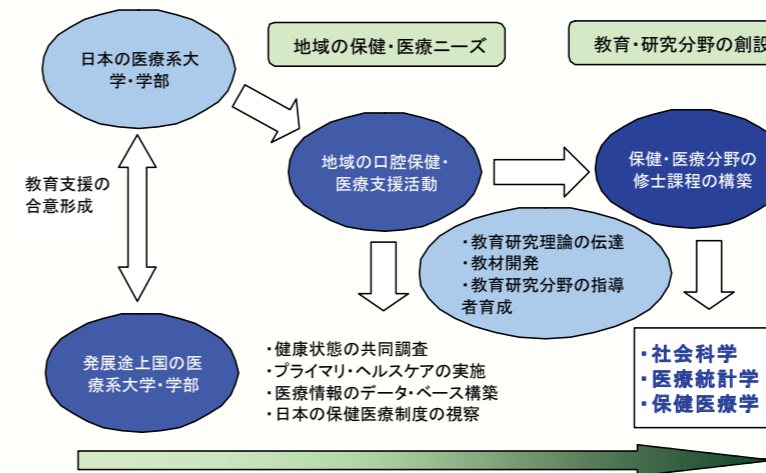 日本の医療系大
学・学部
地域の保健・医療ニーズ
教育・研究分野の創設
教育支援の
合意形成
地域の口腔保健・
医療支援活動
保健・医療分野の
修士課程の構築
・教育研究理論の伝達
・教材開発
・教育研究分野の指導
者育成
発展途上国の医
療系大学・学部
・健康状態の共同調査
・プライマリ・ヘルスケアの実施
・医療情報のデータ・ベース構築
・日本の保健医療制度の視察
・社会科学
・医療統計学
・保健医療学